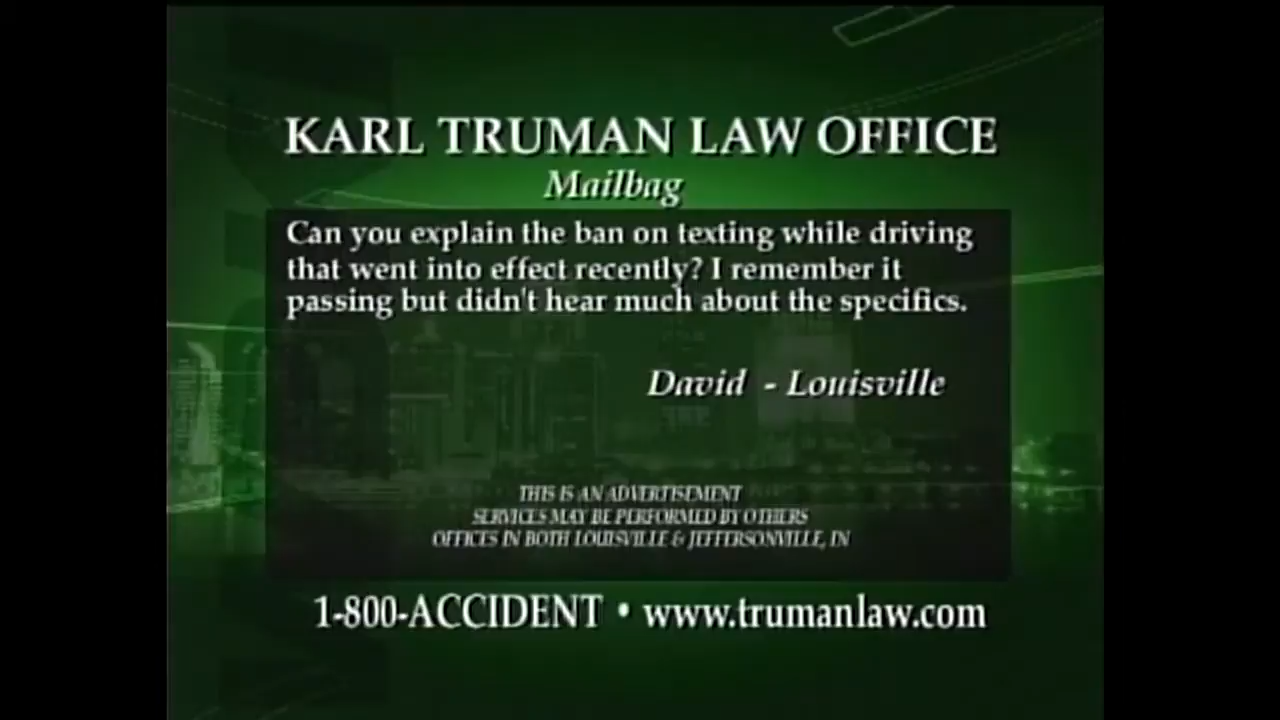 KARL TRUMAN LAW OFFICE
Mailbag
Can you explain the ban on texting while driving
that went into effect recently? I remember it
passing but didn't hear much about the specifics.
David - Louisville
THIS IS AN ADVERTISEMENT
SERVICES MAY BE PERFORMED BY OTHERS
OFFICES IN BOTH LOUISVILLE & JEFFERSONVILLE, IN
1-800-ACCIDENT • www.trumanlaw.com